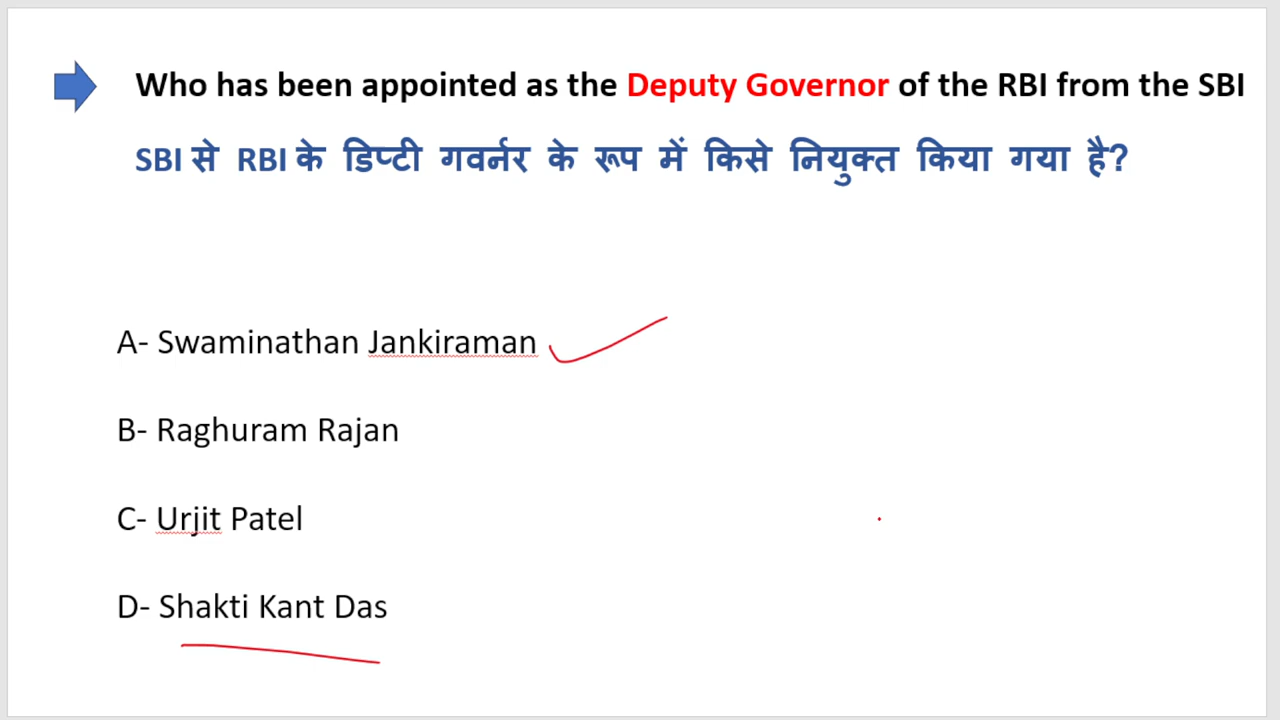 Who has been appointed as the Deputy Governor of the RBI from the SBI
SBI से RBI के डिप्टी गवर्नर के रूप में किसे नियुक्त किया गया है?
A- Swaminathan Jankiraman
B- Raghuram Rajan
C- Urjit Patel
D- Shakti Kant Das